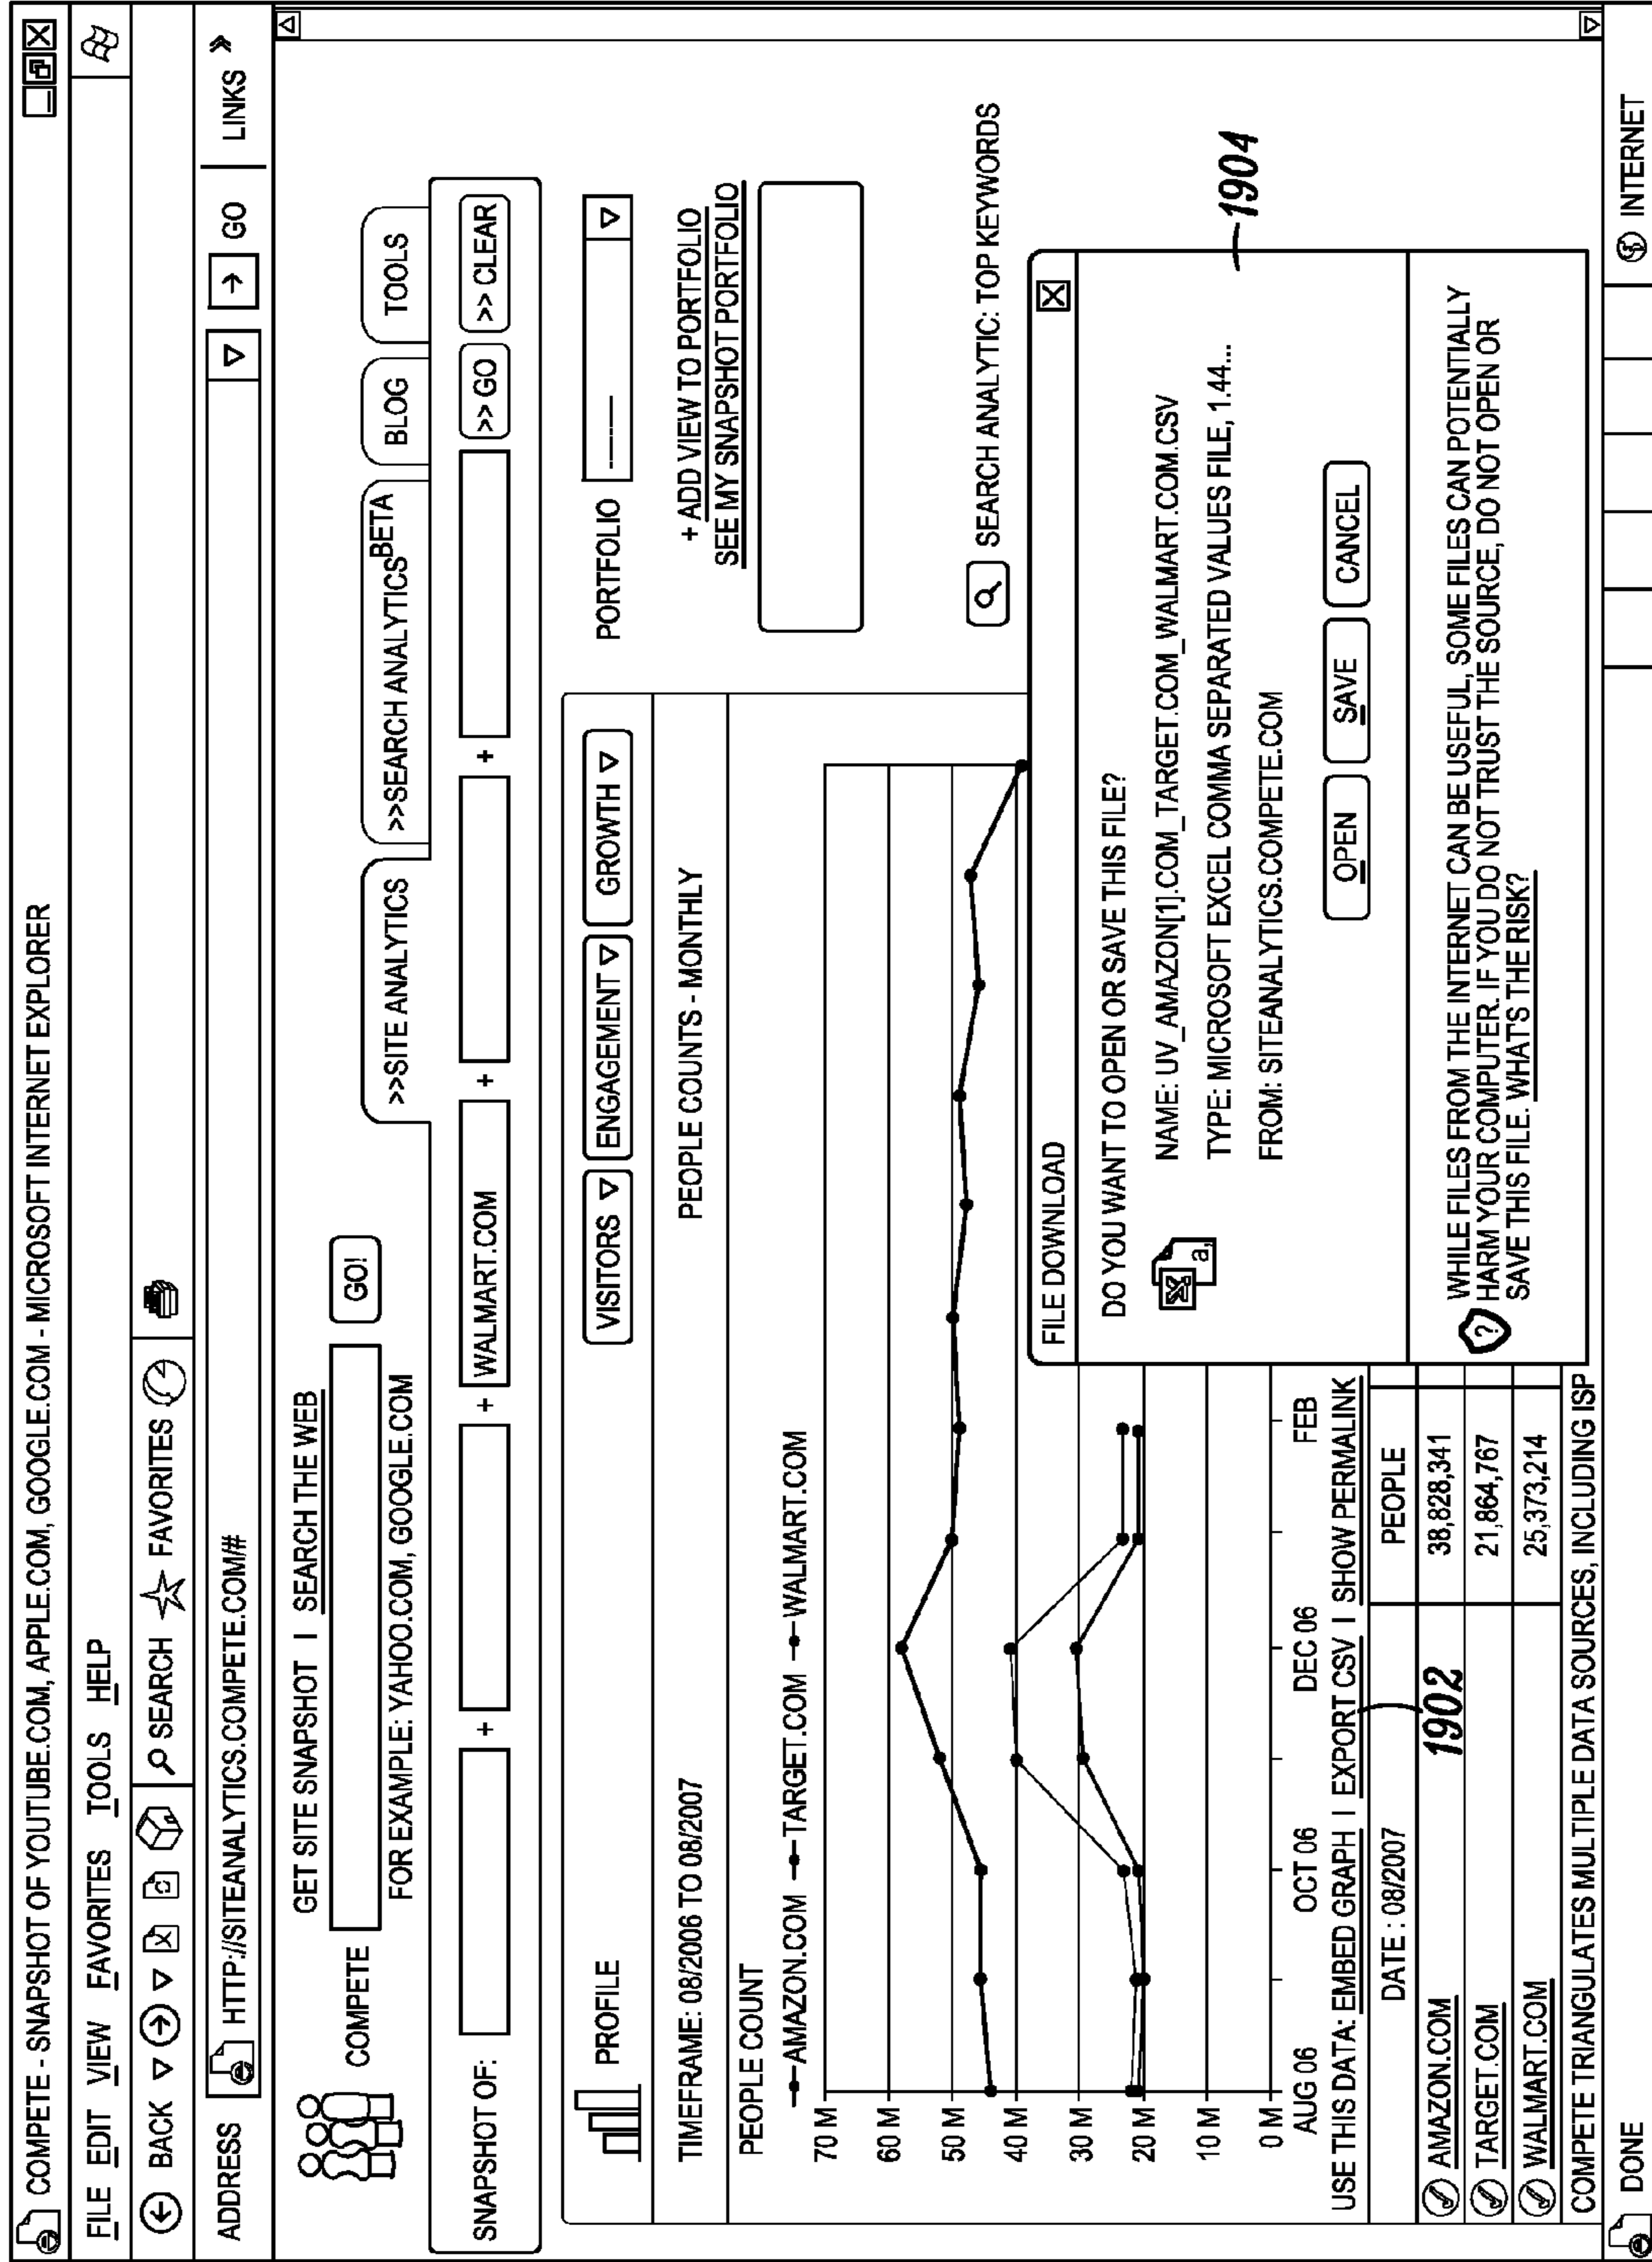 COMPETE - SNAPSHOT OF YOUTUBE.COM, APPLE.COM, GOOGLE.COM - MICROSOFT INTERNET EXPLORER
FILE EDIT VIEW FAVORITES TOOLS HELP
BACK SEARCH FAVORITES
ADDRESS HTTP://SITEANALYTICS.COMPETE.COM/# GO LINKS »
GET SITE SNAPSHOT | SEARCH THE WEB
COMPETE GO!
FOR EXAMPLE: YAHOO.COM, GOOGLE.COM
>>SITE ANALYTICS >>SEARCH ANALYTICS BETA BLOG TOOLS
SNAPSHOT OF: + + WALMART.COM + + >> GO >> CLEAR
PROFILE VISITORS ENGAGEMENT GROWTH
PORTFOLIO
TIMEFRAME: 08/2006 TO 08/2007 PEOPLE COUNTS - MONTHLY
+ ADD VIEW TO PORTFOLIO
SEE MY SNAPSHOT PORTFOLIO
PEOPLE COUNT
AMAZON.COM TARGET.COM WALMART.COM
70 M
60 M
50 M
40 M
30 M
20 M
10 M
0 M
AUG 06 OCT 06 DEC 06 FEB
SEARCH ANALYTIC: TOP KEYWORDS
FILE DOWNLOAD
DO YOU WANT TO OPEN OR SAVE THIS FILE?
NAME: UV_AMAZON[1].COM_TARGET.COM_WALMART.COM.CSV
TYPE: MICROSOFT EXCEL COMMA SEPARATED VALUES FILE, 1.44...
FROM: SITEANALYTICS.COMPETE.COM
a,
OPEN SAVE CANCEL
? WHILE FILES FROM THE INTERNET CAN BE USEFUL, SOME FILES CAN POTENTIALLY
HARM YOUR COMPUTER. IF YOU DO NOT TRUST THE SOURCE, DO NOT OPEN OR
SAVE THIS FILE. WHATS THE RISK?
1904
USE THIS DATA: EMBED GRAPH | EXPORT CSV | SHOW PERMALINK
1902
DATE : 08/2007 PEOPLE
AMAZON.COM 38,828,341
TARGET.COM 21,864,767
WALMART.COM 25,373,214
COMPETE TRIANGULATES MULTIPLE DATA SOURCES, INCLUDING ISP
DONE INTERNET